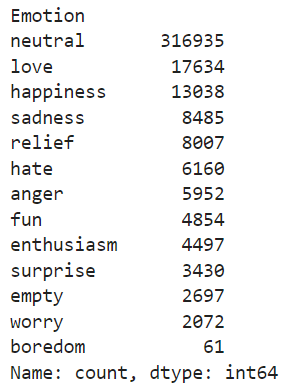 Emotion
neutral 316935
love 17634
happiness 13038
sadness 8485
relief 8007
hate 6160
anger 5952
fun 4854
enthusiasm 4497
surprise 3430
empty 2697
worry 2072
boredom 61
Name: count, dtype: int64